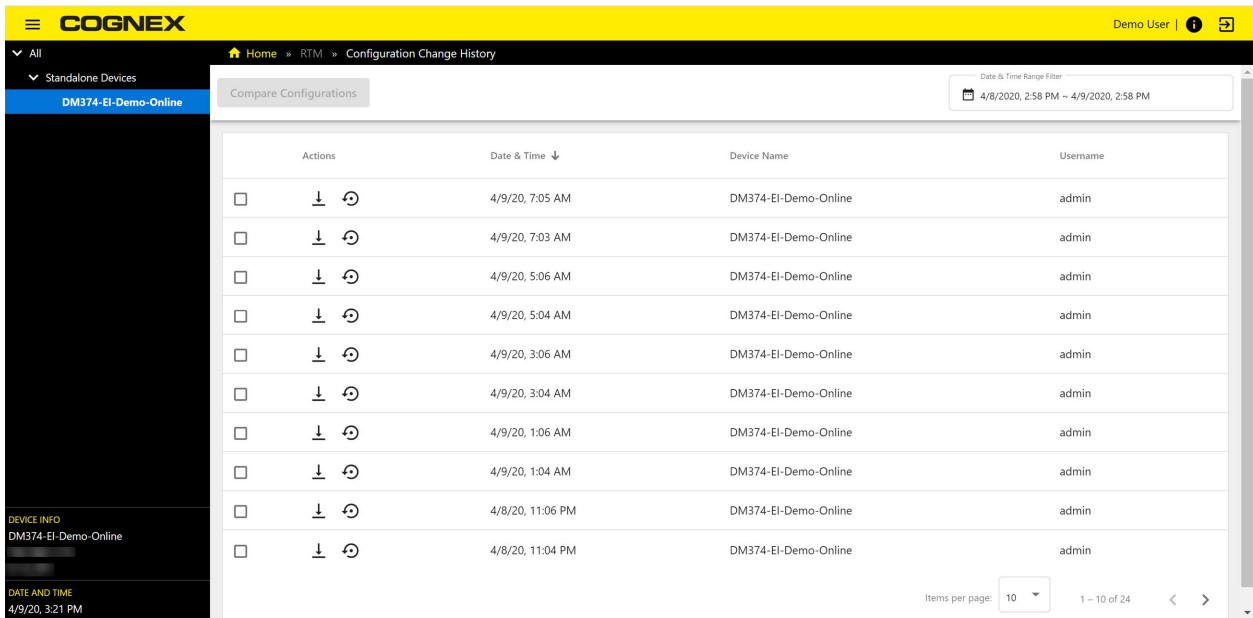 COGNEX
Demo User |
All
Standalone Devices
DM374-EI-Demo-Online
Home » RTM » Configuration Change History
Compare Configurations
Date & Time Range Filter
4/8/2020, 2:58 PM ~ 4/9/2020, 2:58 PM
Actions Date & Time Device Name Username
4/9/20, 7:05 AM DM374-EI-Demo-Online admin
4/9/20, 7:03 AM DM374-EI-Demo-Online admin
4/9/20, 5:06 AM DM374-EI-Demo-Online admin
4/9/20, 5:04 AM DM374-EI-Demo-Online admin
4/9/20, 3:06 AM DM374-EI-Demo-Online admin
4/9/20, 3:04 AM DM374-EI-Demo-Online admin
4/9/20, 1:06 AM DM374-EI-Demo-Online admin
4/9/20, 1:04 AM DM374-EI-Demo-Online admin
4/8/20, 11:06 PM DM374-EI-Demo-Online admin
4/8/20, 11:04 PM DM374-EI-Demo-Online admin
Items per page: 10 1 – 10 of 24
DEVICE INFO
DM374-EI-Demo-Online
DATE AND TIME
4/9/20, 3:21 PM